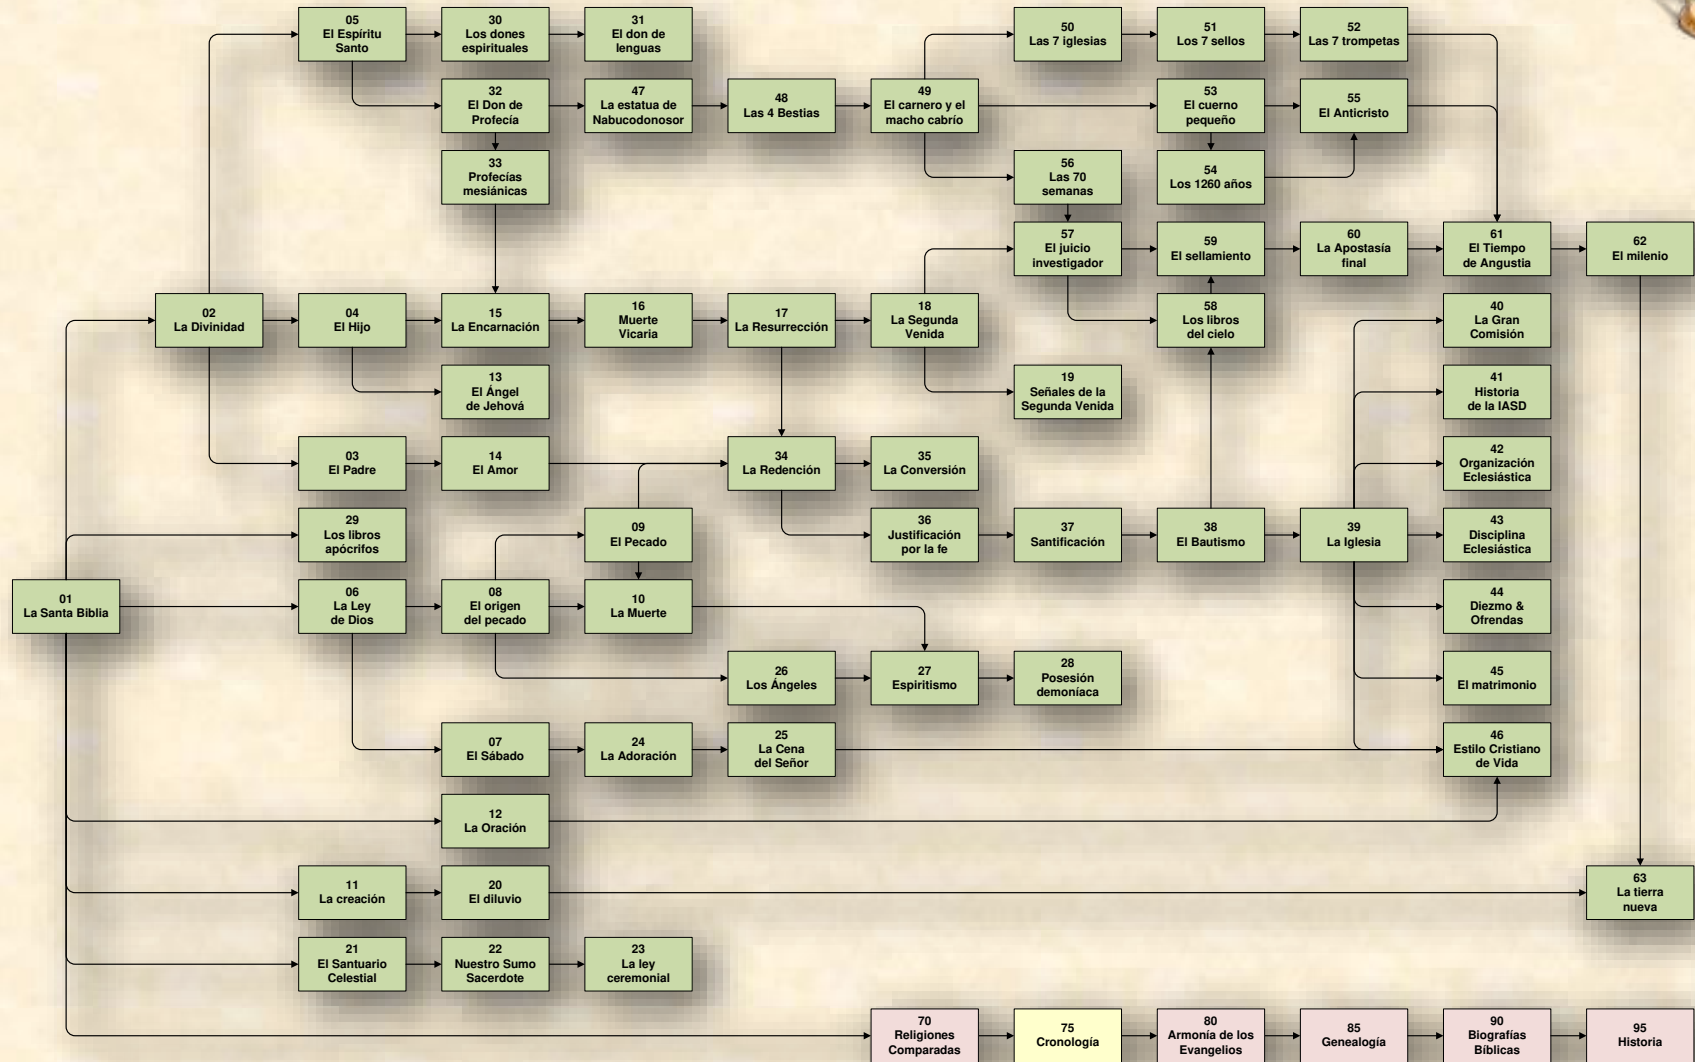 05
El Espíritu
Santo
30
Los dones
espirituales
31
El don de
lenguas
50
Las 7 iglesias
51
Los 7 sellos
52
Las 7 trompetas
32
El Don de
Profecía
47
La estatua de
Nabucodonosor
48
Las 4 Bestias
49
El carnero y el
macho cabrío
53
El cuerno
pequeño
55
El Anticristo
33
Profecías
mesiánicas
56
Las 70
semanas
54
Los 1260 años
57
El juicio
investigador
59
El sellamiento
60
La Apostasía
final
61
El Tiempo
de Angustia
62
El milenio
02
La Divinidad
04
El Hijo
15
La Encarnación
16
Muerte
Vicaria
17
La Resurrección
18
La Segunda
Venida
58
Los libros
del cielo
40
La Gran
Comisión
13
El Ángel
de Jehová
19
Señales de la
Segunda Venida
41
Historia
de la IASD
03
El Padre
14
El Amor
34
La Redención
35
La Conversión
42
Organización
Eclesiástica
29
Los libros
apócrifos
09
El Pecado
36
Justificación
por la fe
37
Santificación
38
El Bautismo
39
La Iglesia
43
Disciplina
Eclesiástica
01
La Santa Biblia
06
La Ley
de Dios
08
El origen
del pecado
10
La Muerte
44
Diezmo &
Ofrendas
26
Los Ángeles
27
Espiritismo
28
Posesión
demoníaca
45
El matrimonio
07
El Sábado
24
La Adoración
25
La Cena
del Señor
46
Estilo Cristiano
de Vida
12
La Oración
11
La creación
20
El diluvio
63
La tierra
nueva
21
El Santuario
Celestial
22
Nuestro Sumo
Sacerdote
23
La ley
ceremonial
70
Religiones
Comparadas
75
Cronología
80
Armonía de los
Evangelios
85
Genealogía
90
Biografías
Bíblicas
95
Historia